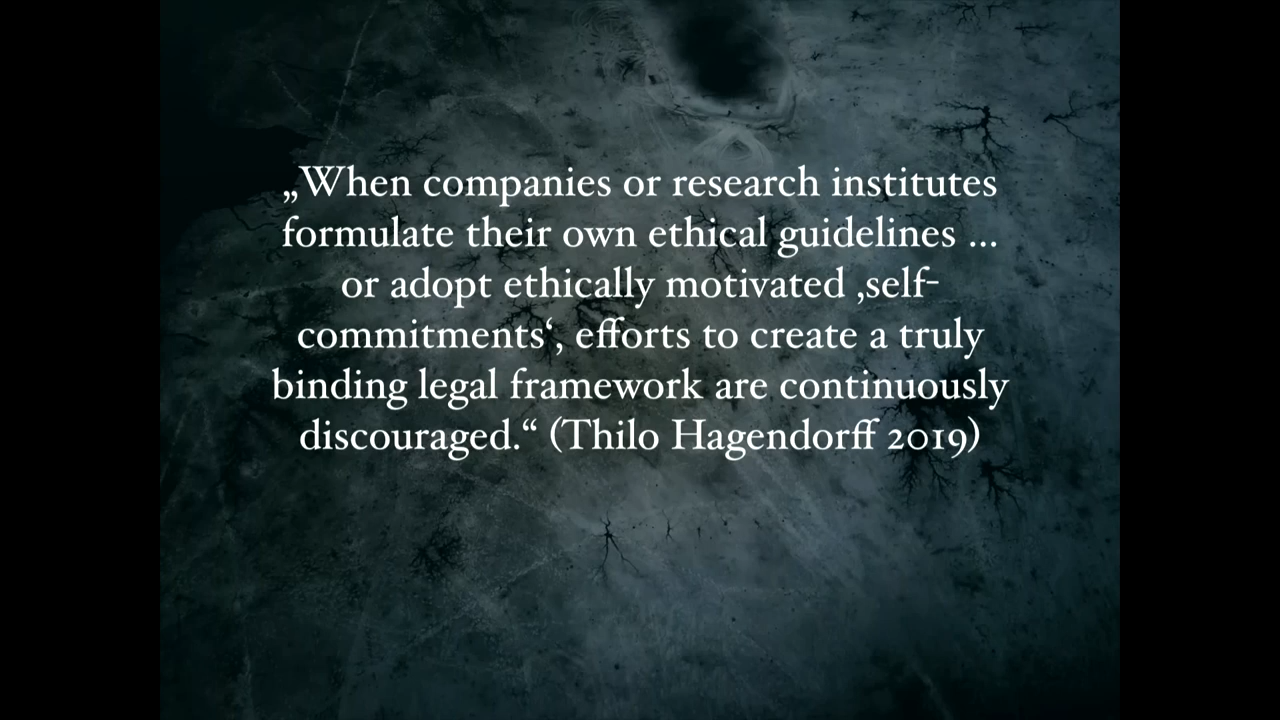 „When companies or research institutes
formulate their own ethical guidelines ...
or adopt ethically motivated ‚self-
commitments‘, efforts to create a truly
binding legal framework are continuously
discouraged.“ (Thilo Hagendorff 2019)